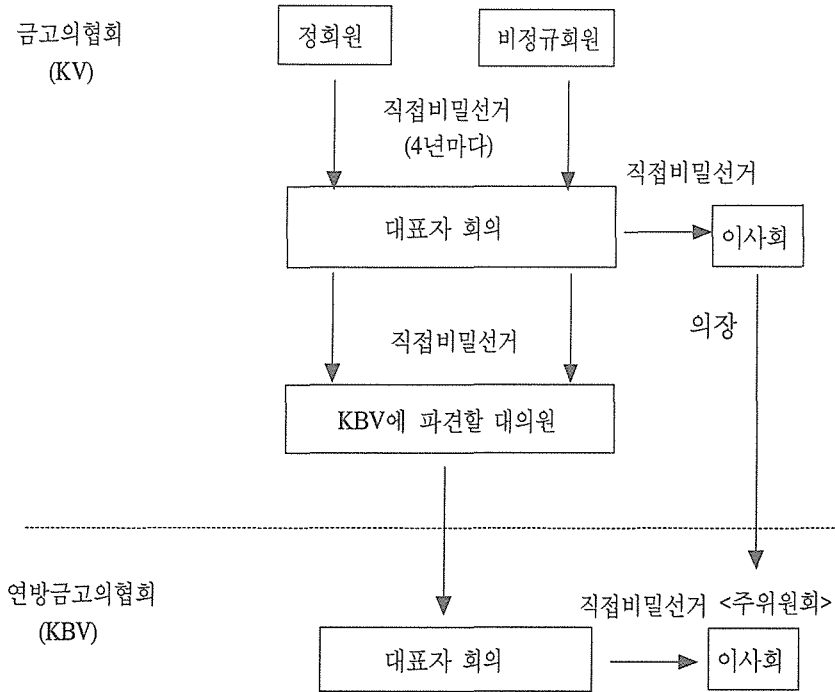 금고의협회
(KV)
정회원
비정규회원
직접비밀선거
(4년마다)
직접비밀선거
대표자 회의
이사회
의장
직접비밀선거
KBV에 파견할 대의원
연방금고의협회
(KBV)
직접비밀선거 <주위원회>
대표자 회의
이사회